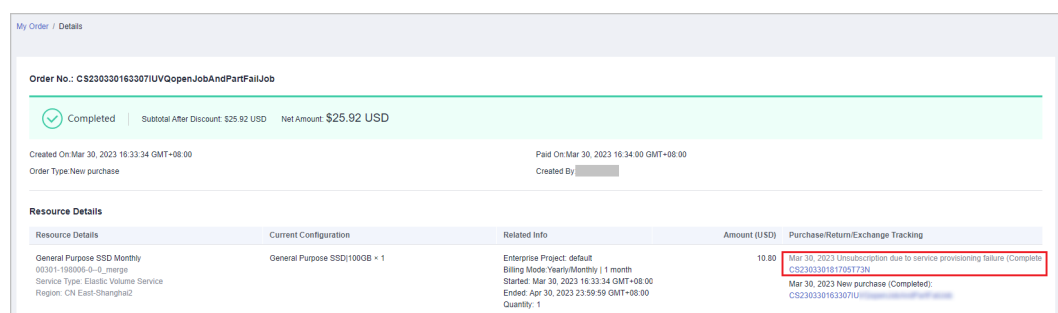 My Order / Details
Order No.: CS230330163307IUVQopenJobAndPartFailJob
Completed Subtotal After Discount: $25.92 USD Net Amount: $25.92 USD
Created On:Mar 30, 2023 16:33:34 GMT+08:00 Paid On:Mar 30, 2023 16:34:00 GMT+08:00
Order Type:New purchase Created By
Resource Details
Resource Details Current Configuration Related Info Amount (USD) Purchase/Return/Exchange Tracking
General Purpose SSD Monthly General Purpose SSD|100GB × 1 Enterprise Project: default 10.80 Mar 30, 2023 Unsubscription due to service provisioning failure (Complete
00301-198006-0--0_merge Billing Mode:Yearly/Monthly | 1 month CS230330181705T73N
Service Type: Elastic Volume Service Started: Mar 30, 2023 16:33:34 GMT+08:00 Mar 30, 2023 New purchase (Completed):
Region: CN East-Shanghai2 Ended: Apr 30, 2023 23:59:59 GMT+08:00 CS230330163307IU
Quantity: 1